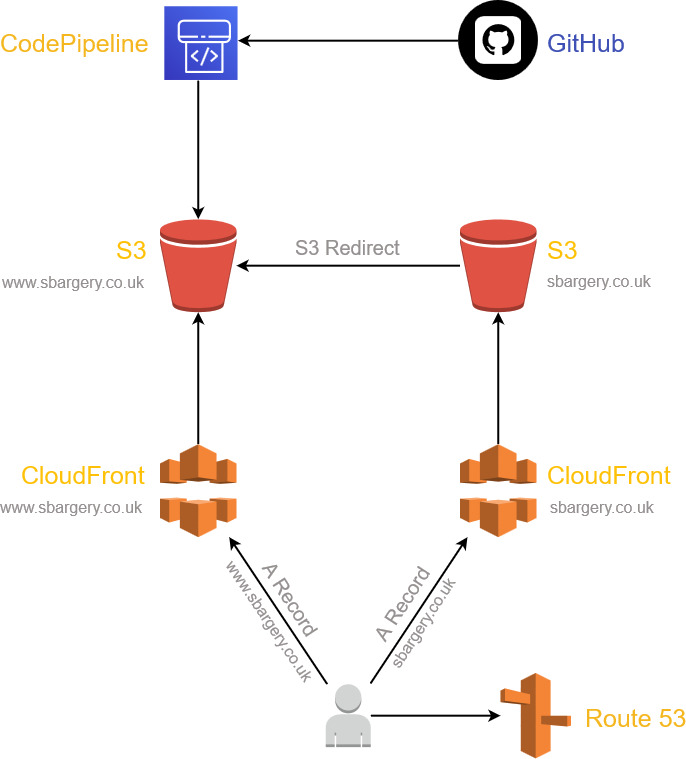 CodePipeline
GitHub
S3
www.sbargery.co.uk
S3 Redirect
S3
sbargery.co.uk
CloudFront
www.sbargery.co.uk
CloudFront
sbargery.co.uk
A Record
www.sbargery.co.uk
A Record
sbargery.co.uk
Route 53